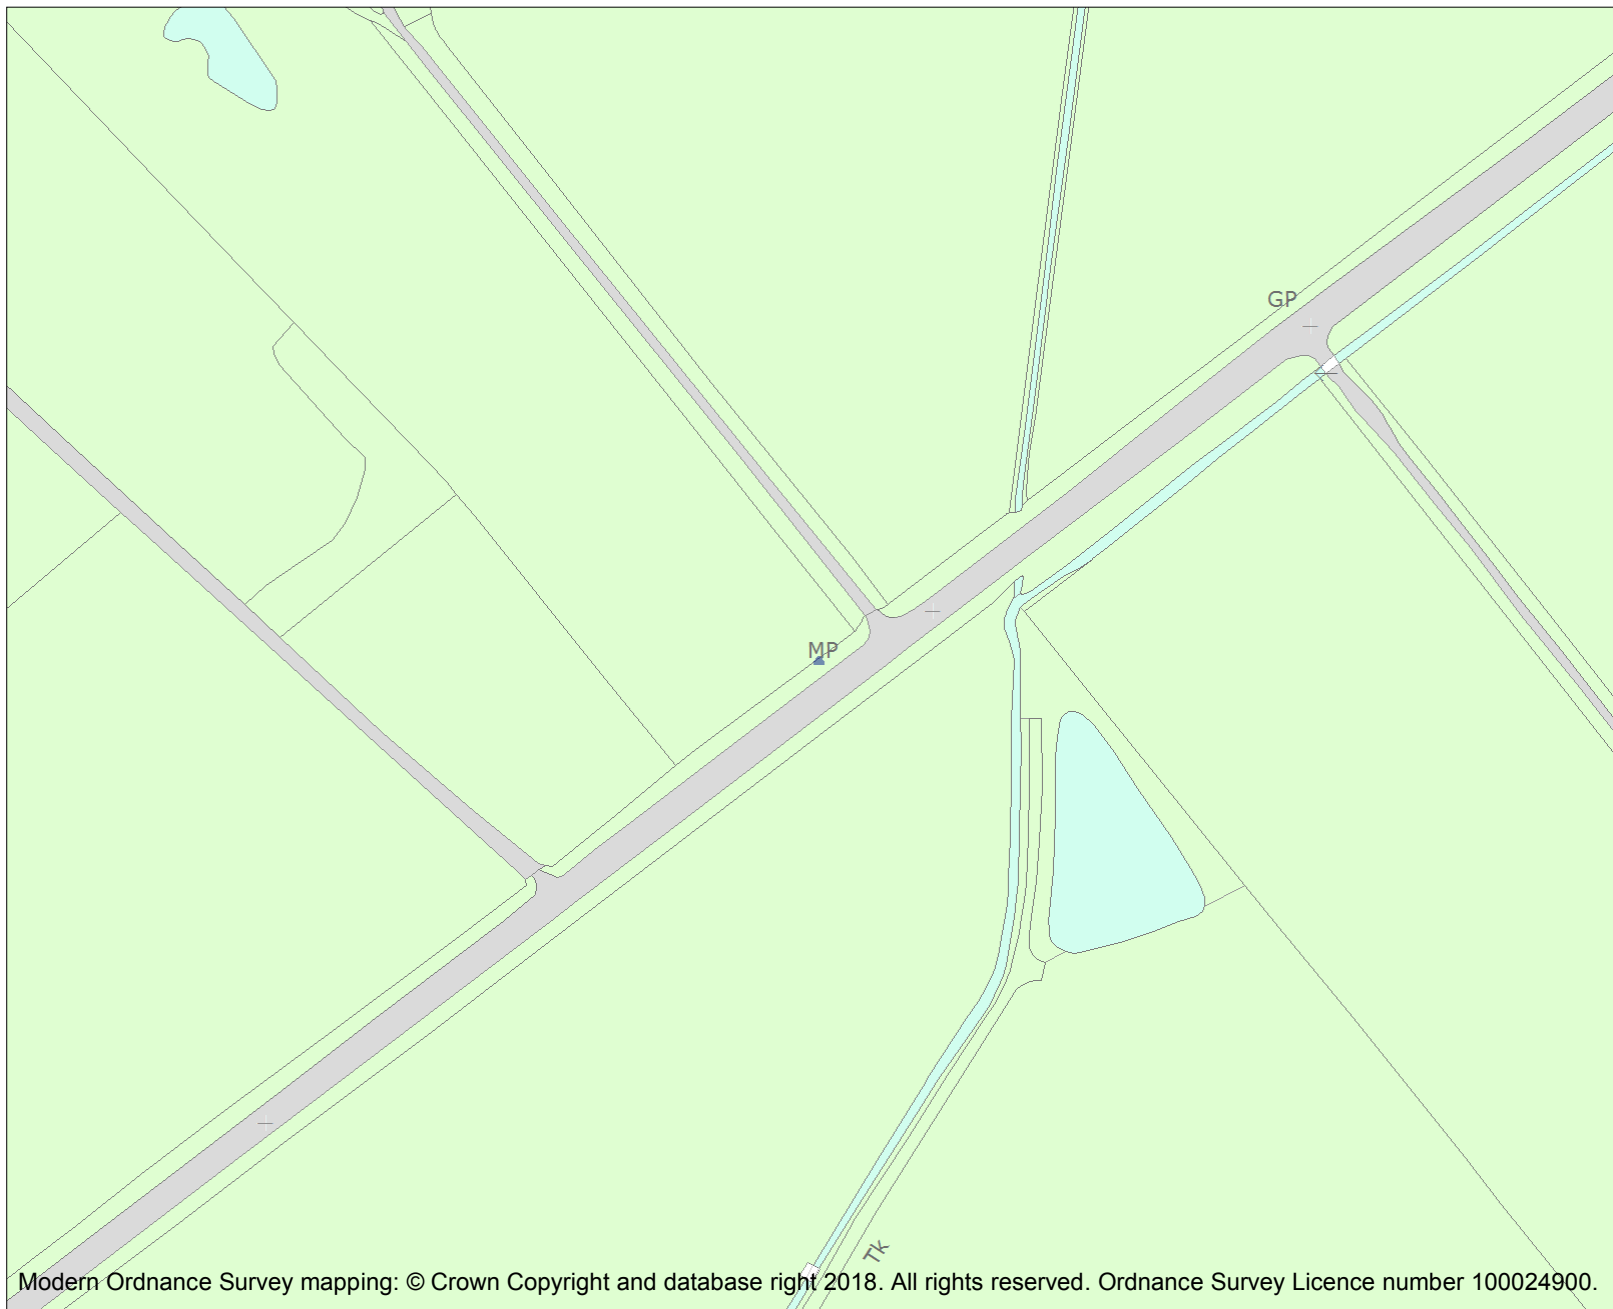 GP
MP
Tk
Modern Ordnance Survey mapping: © Crown Copyright and database right 2018. All rights reserved. Ordnance Survey Licence number 100024900.